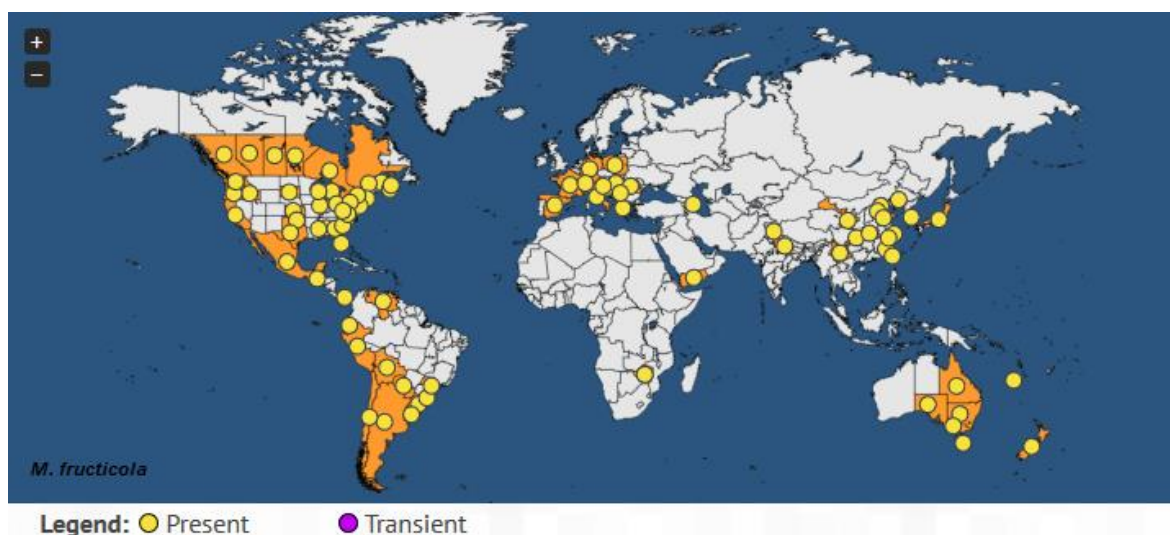 +
−
M. fructicola
Legend: Present Transient